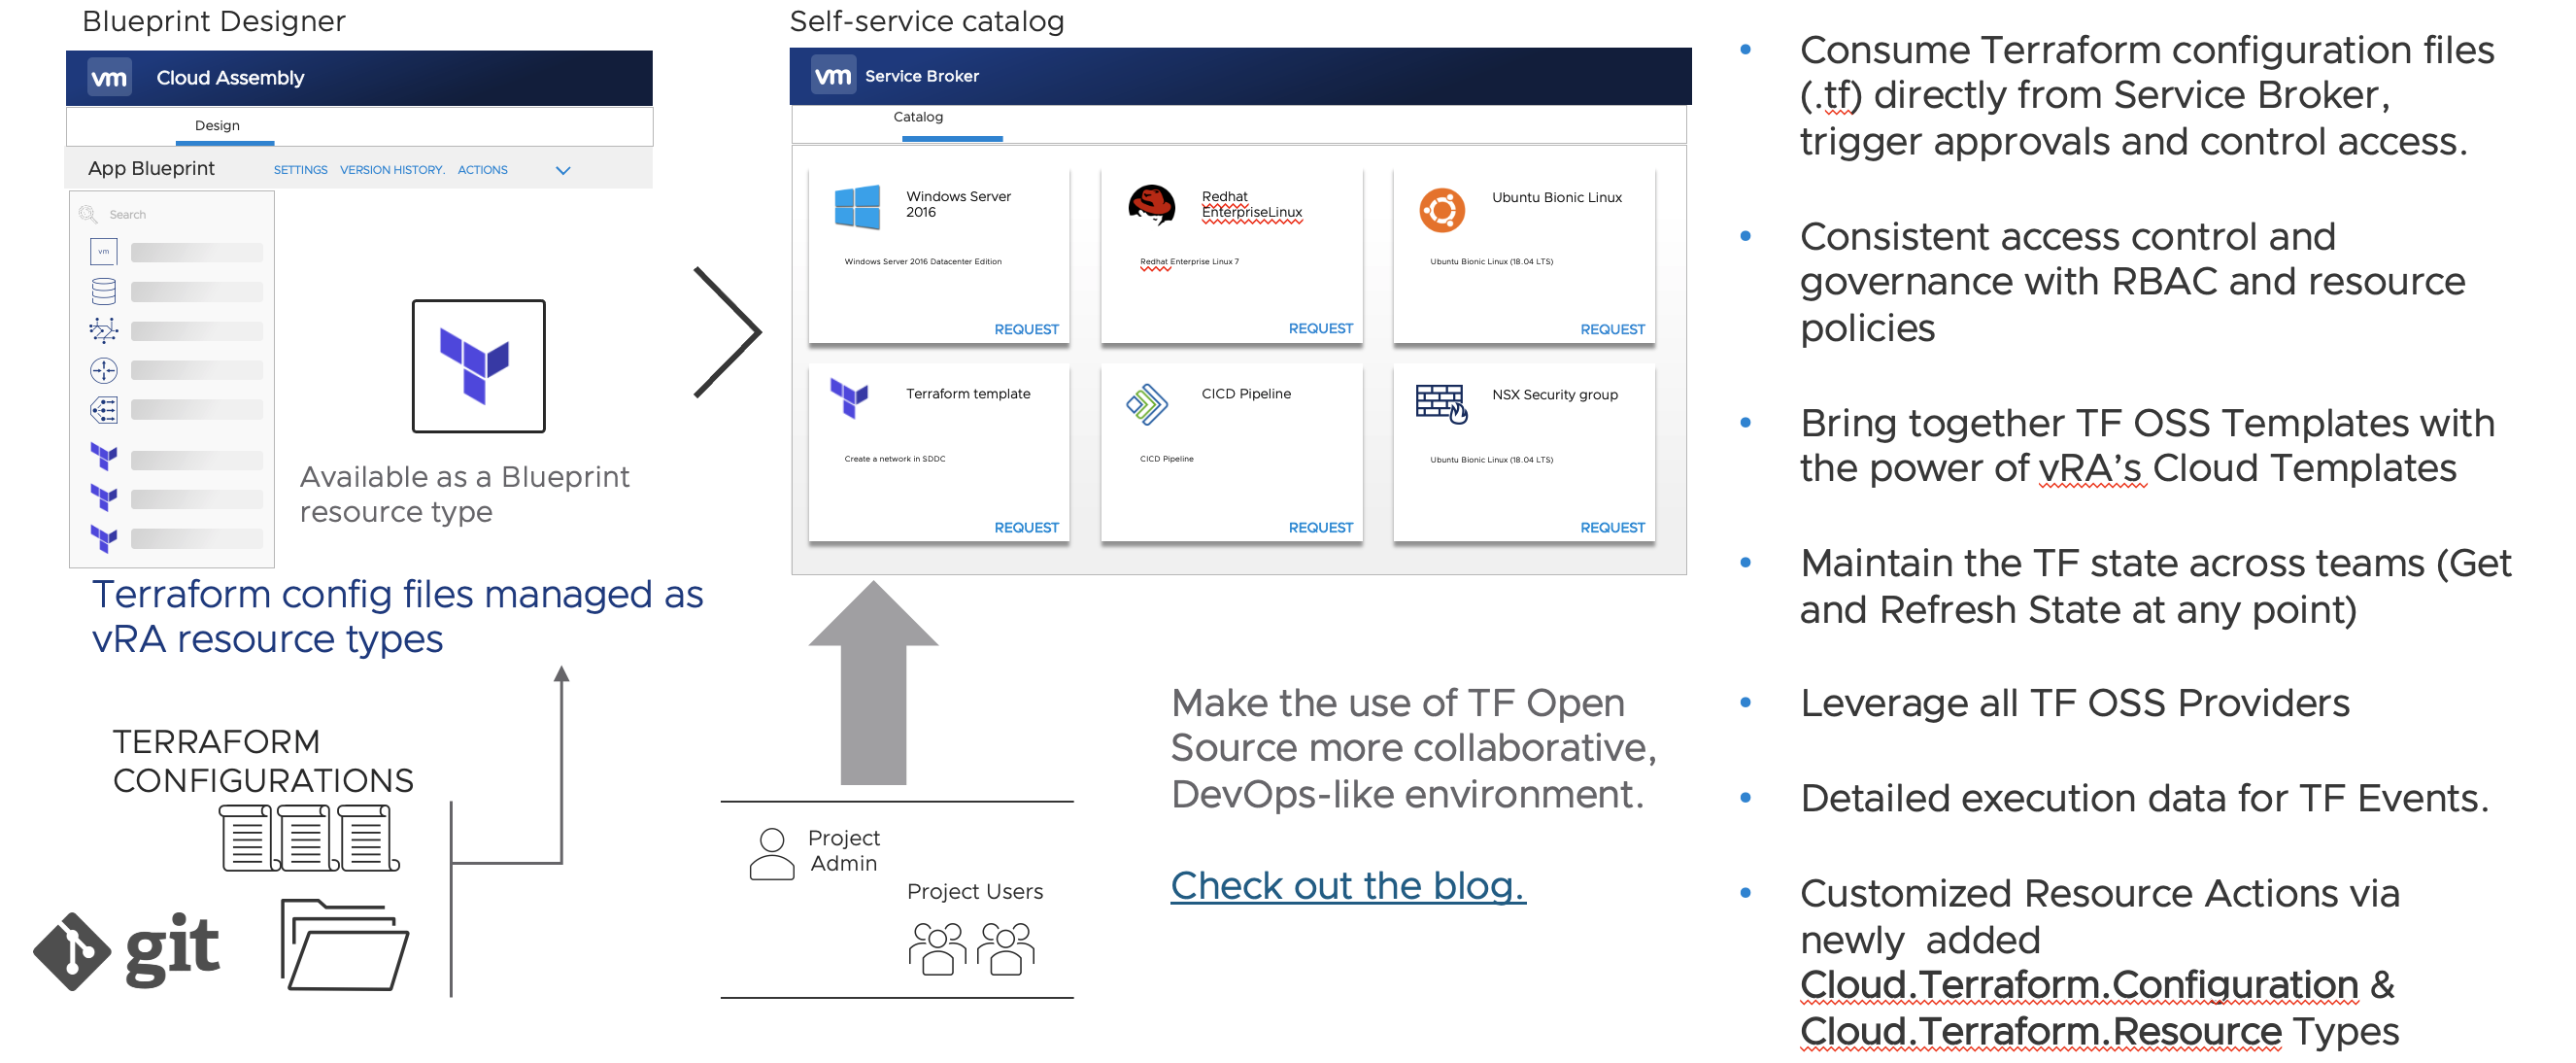 Blueprint Designer
vm Cloud Assembly
Design
App Blueprint SETTINGS VERSION HISTORY. ACTIONS
Search
vm
Available as a Blueprint
resource type
Terraform config files managed as
vRA resource types
TERRAFORM
CONFIGURATIONS
git
Self-service catalog
vm Service Broker
Catalog
Windows Server
2016
Windows Server 2016 Datacenter Edition
REQUEST
Redhat
EnterpriseLinux
Redhat Enterprise Linux 7
REQUEST
Ubuntu Bionic Linux
Ubuntu Bionic Linux (18.04 LTS)
REQUEST
Terraform template
Create a network in SDDC
REQUEST
CICD Pipeline
CICD Pipeline
REQUEST
NSX Security group
Ubuntu Bionic Linux (18.04 LTS)
REQUEST
Project
Admin
Project Users
Make the use of TF Open
Source more collaborative,
DevOps-like environment.
Check out the blog.
• Consume Terraform configuration files
(.tf) directly from Service Broker,
trigger approvals and control access.
• Consistent access control and
governance with RBAC and resource
policies
• Bring together TF OSS Templates with
the power of vRA’s Cloud Templates
• Maintain the TF state across teams (Get
and Refresh State at any point)
• Leverage all TF OSS Providers
• Detailed execution data for TF Events.
• Customized Resource Actions via
newly added
Cloud.Terraform.Configuration &
Cloud.Terraform.Resource Types